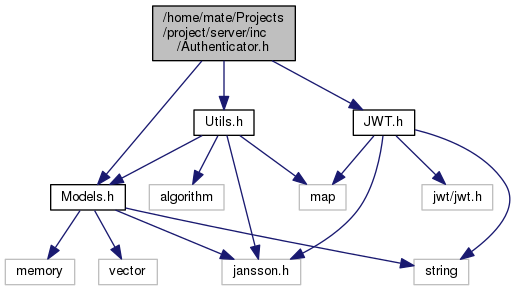 /home/mate/Projects
/project/server/inc
/Authenticator.h
Utils.h
JWT.h
Models.h
algorithm
map
jwt/jwt.h
memory
vector
jansson.h
string